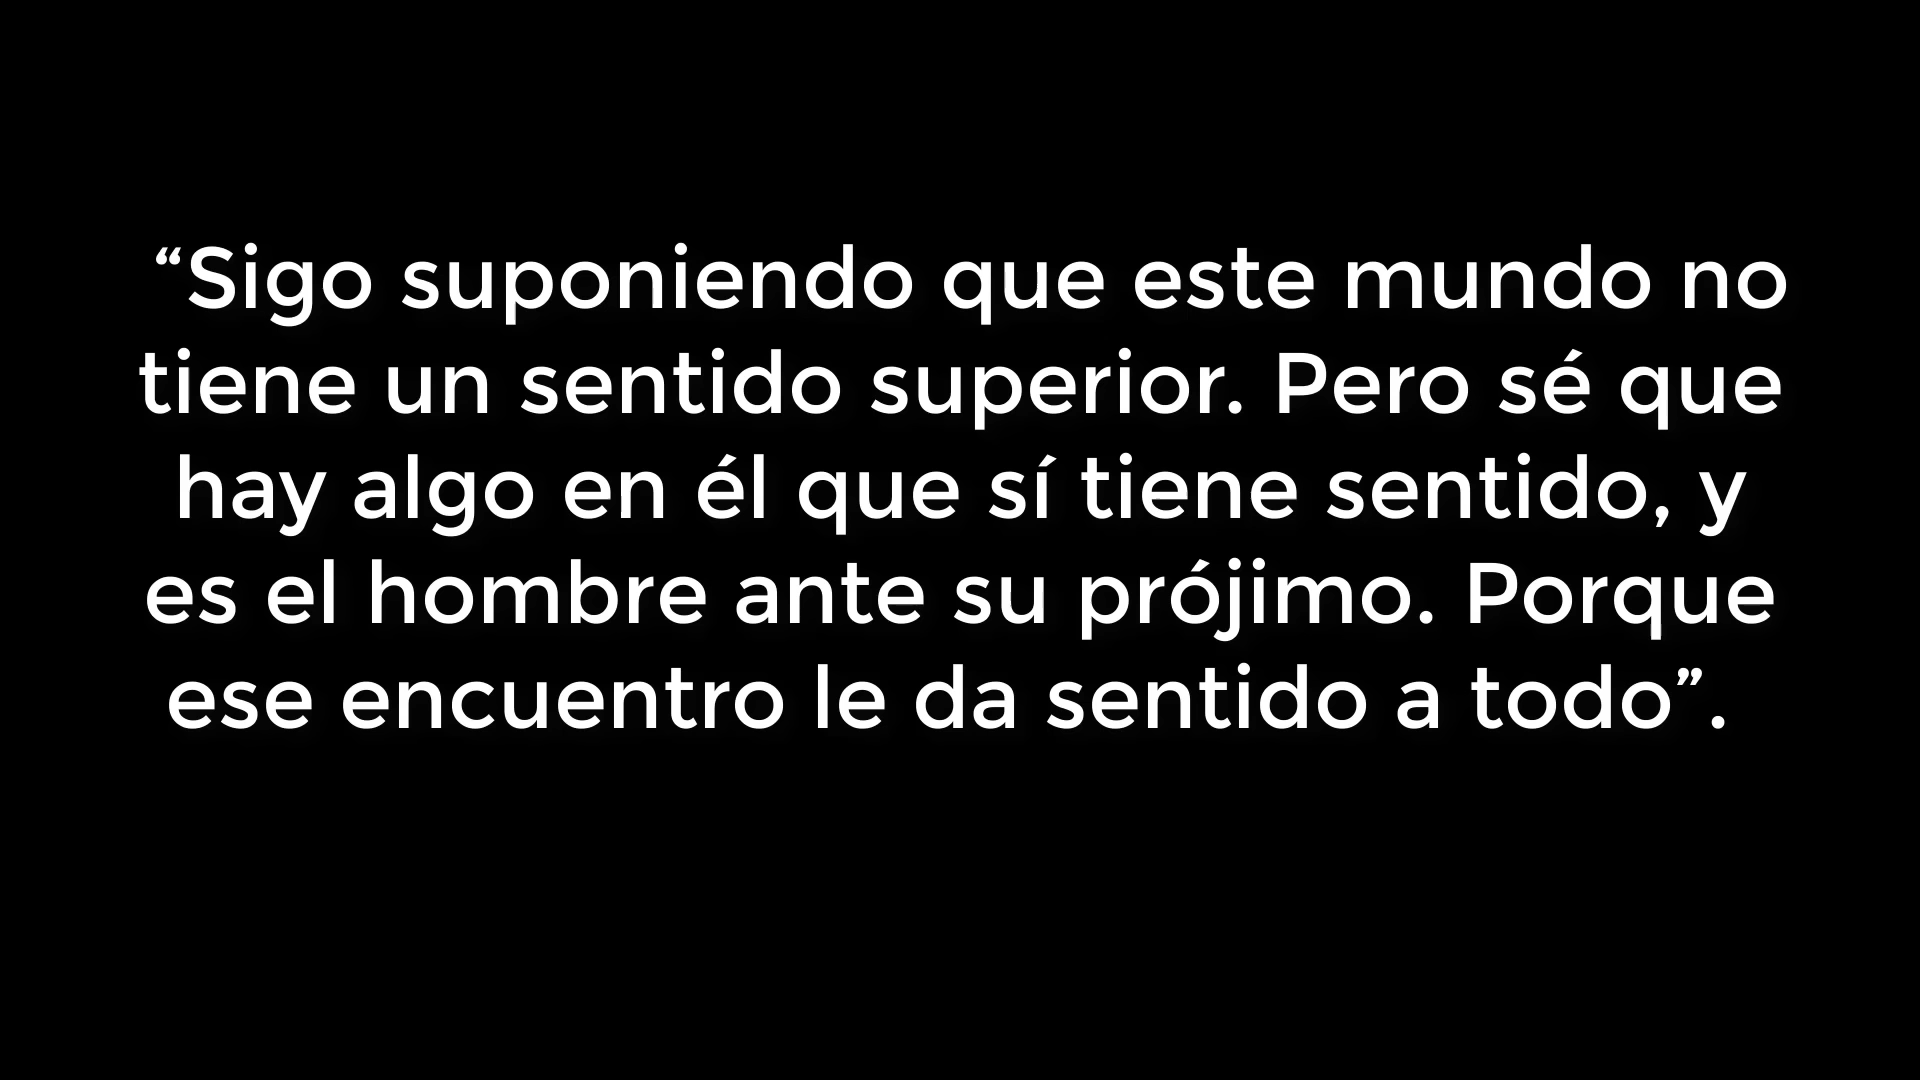 “Sigo suponiendo que este mundo no
tiene un sentido superior. Pero sé que
hay algo en él que sí tiene sentido, y
es el hombre ante su prójimo. Porque
ese encuentro le da sentido a todo”.